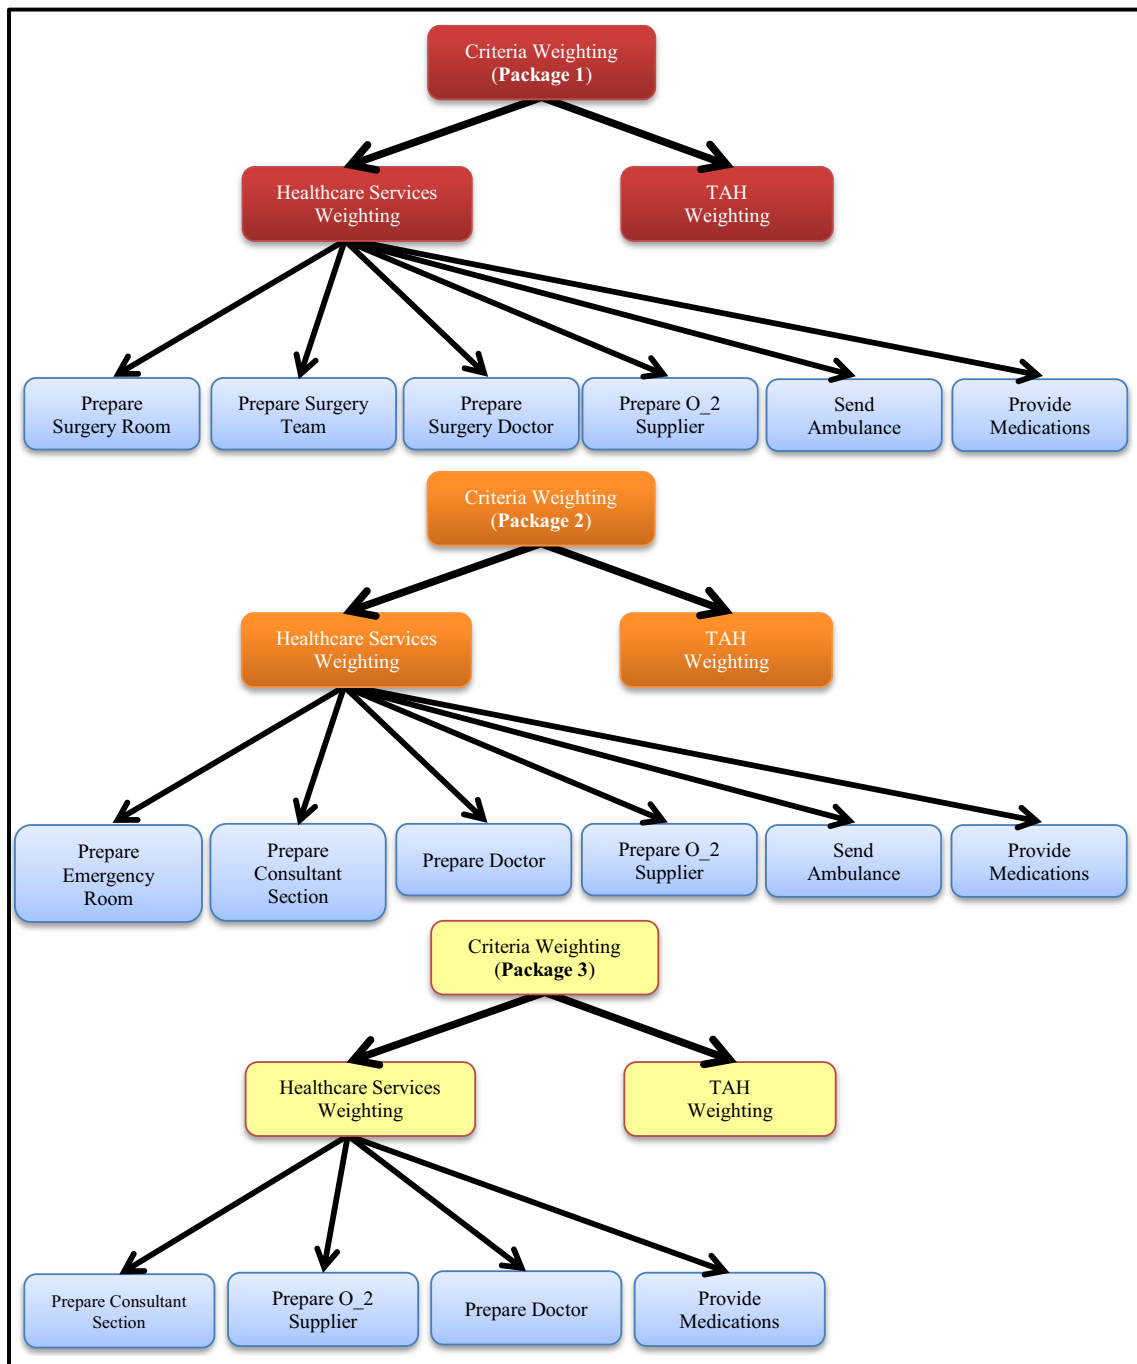 Criteria Weighting
(Package 1)
Healthcare Services
Weighting
TAH
Weighting
Prepare
Surgery Room
Prepare Surgery
Team
Prepare
Surgery Doctor
Prepare O_2
Supplier
Send
Ambulance
Provide
Medications
Criteria Weighting
(Package 2)
Healthcare Services
Weighting
TAH
Weighting
Prepare
Emergency
Room
Prepare
Consultant
Section
Prepare Doctor
Prepare O_2
Supplier
Send
Ambulance
Provide
Medications
Criteria Weighting
(Package 3)
Healthcare Services
Weighting
TAH
Weighting
Prepare Consultant
Section
Prepare O_2
Supplier
Prepare Doctor
Provide
Medications